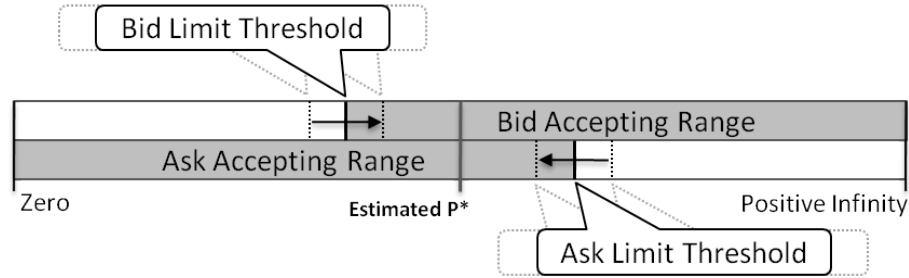 Bid Limit Threshold
Bid Accepting Range
Ask Accepting Range
Zero
Estimated P*
Positive Infinity
Ask Limit Threshold